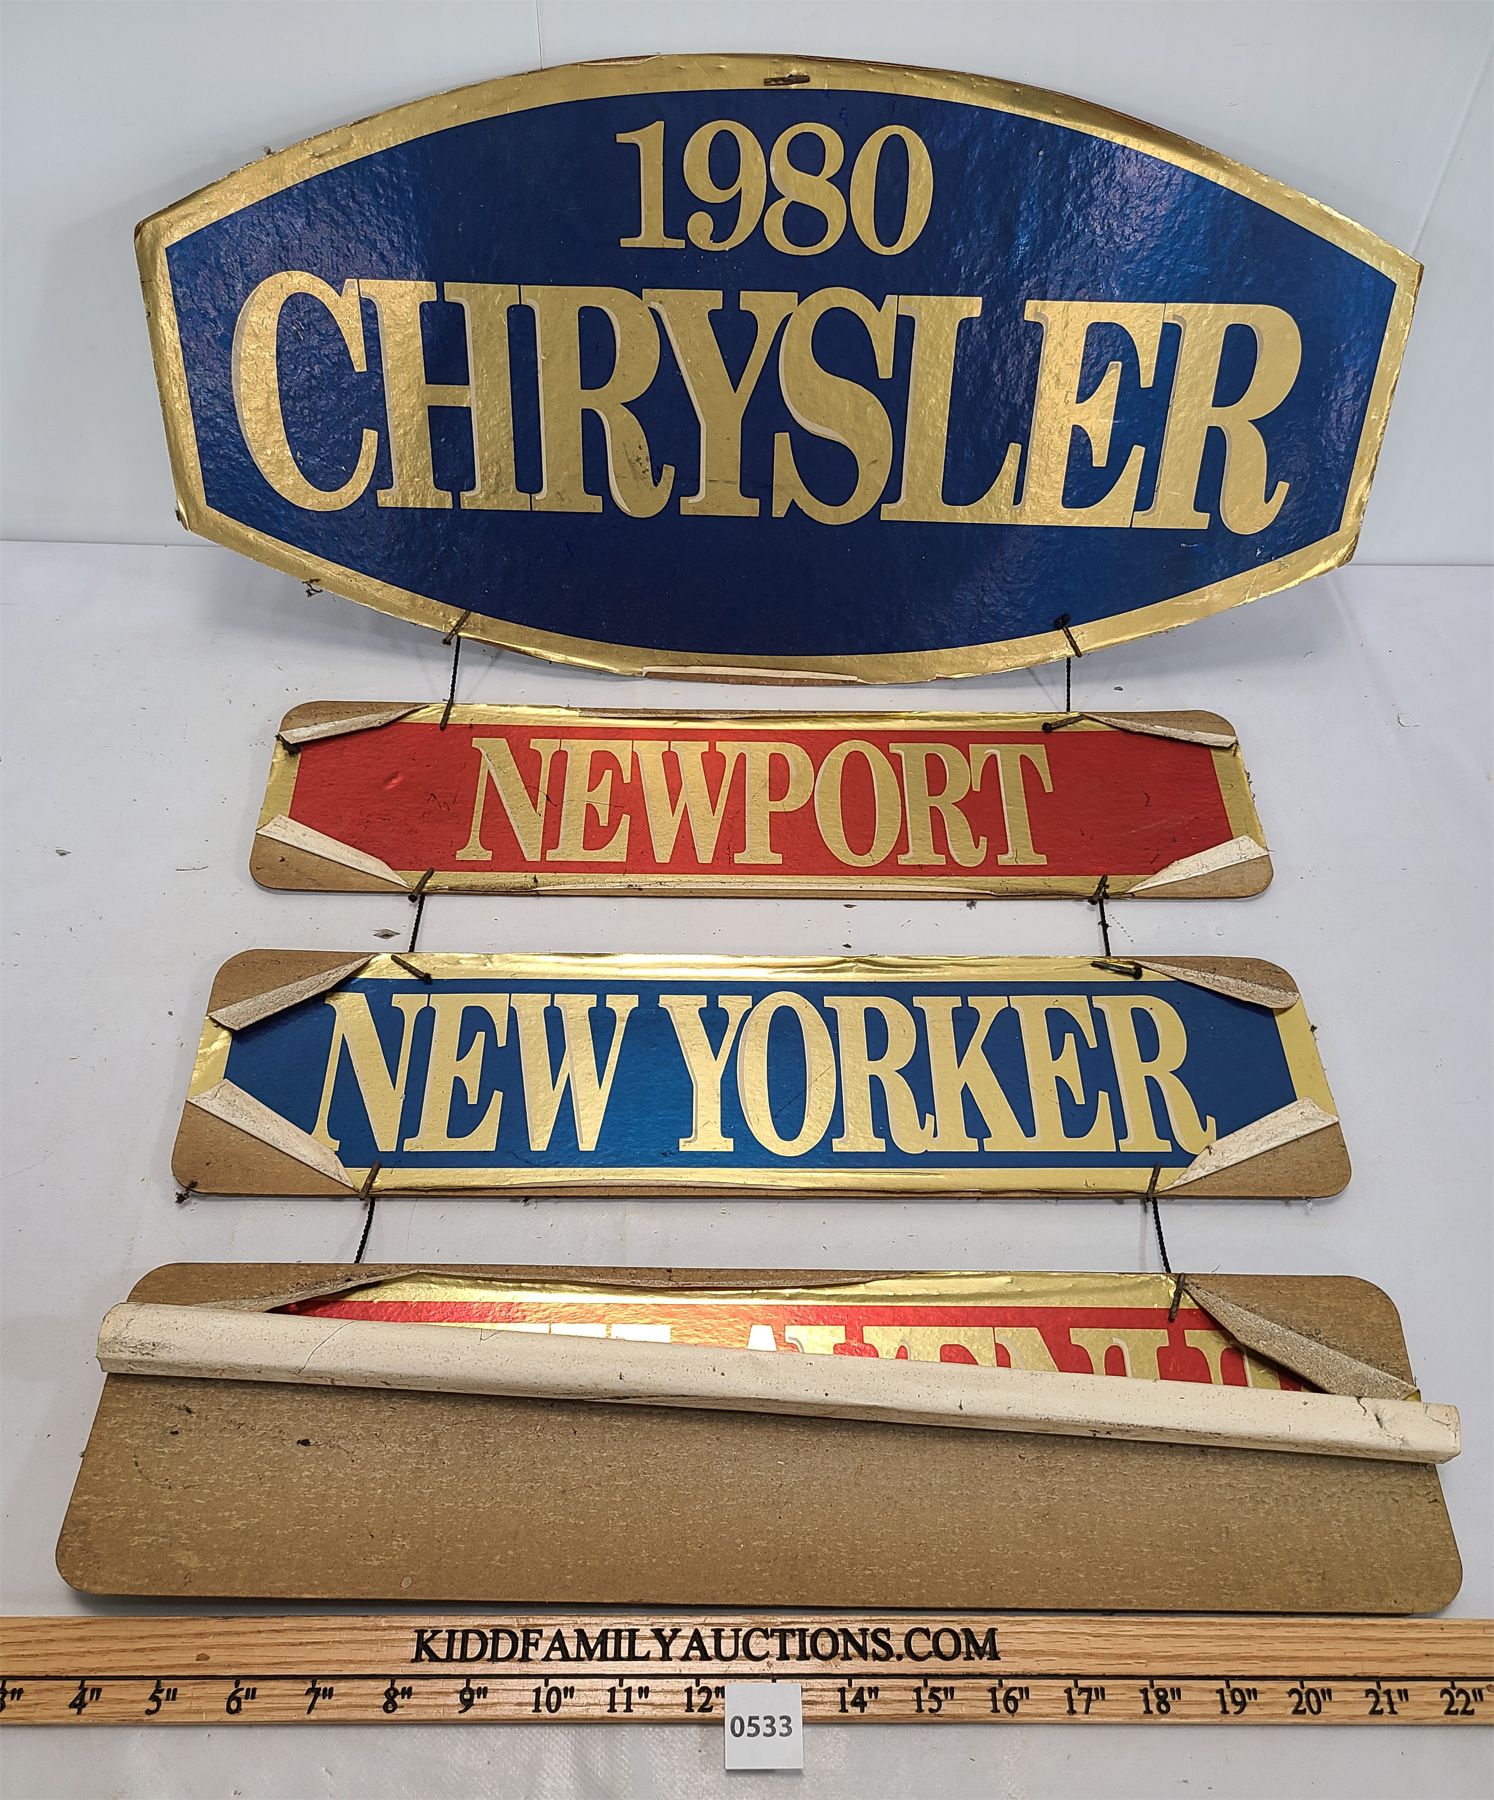 1980
CHRYSLER
NEWPORT
NEW YORKER
KIDDFAMILYAUCTIONS.COM
4" 5" 6" 7" 8" 9" 10" 11" 12" 14" 15" 16" 17" 18" 19" 20" 21" 22"
0533